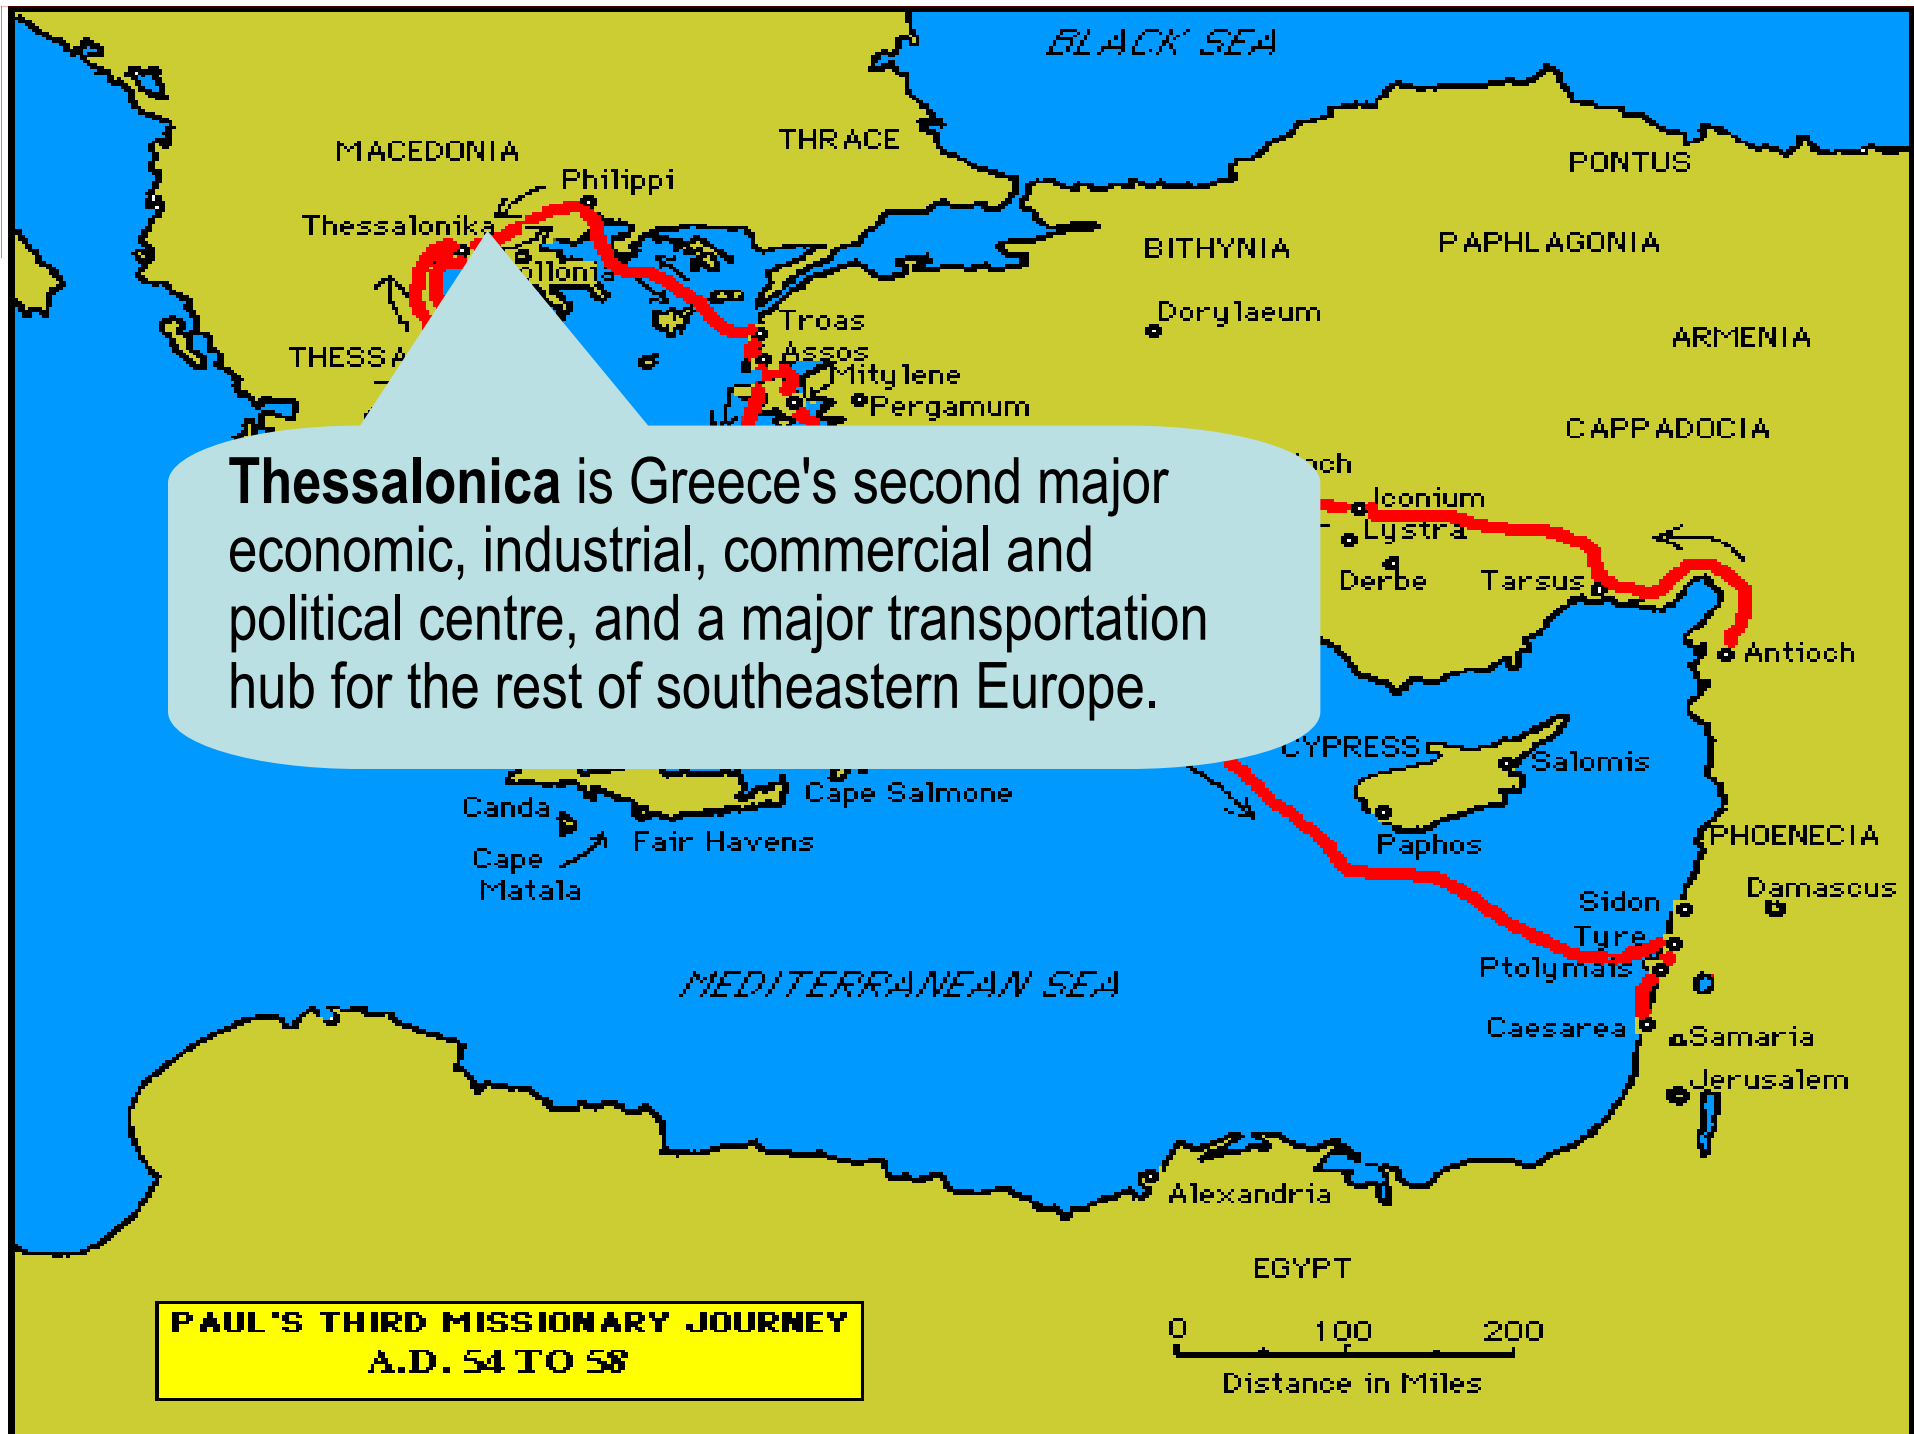 BLACK SEA
THRACE
MACEDONIA
PONTUS
Philippi
Thessalonika
BITHYNIA
PAPHLAGONIA
Dorylaeum
Troas
ARMENIA
Assos
Mitylene
Pergamum
CAPPADOCIA
Thessalonica is Greece's second major
economic, industrial, commercial and
political centre, and a major transportation
hub for the rest of southeastern Europe.
Iconium
Lystra
Derbe
Tarsus
Antioch
CYPRESS
Salomis
Cape Salmone
Canda
Fair Havens
Paphos
PHOENECIA
Cape
Matala
Damascus
Sidon
Tyre
Ptolymais
MEDITERRANEAN SEA
Caesarea
Samaria
Jerusalem
Alexandria
EGYPT
PAUL'S THIRD MISSIONARY JOURNEY
A.D. 54 TO 58
0 100 200
Distance in Miles